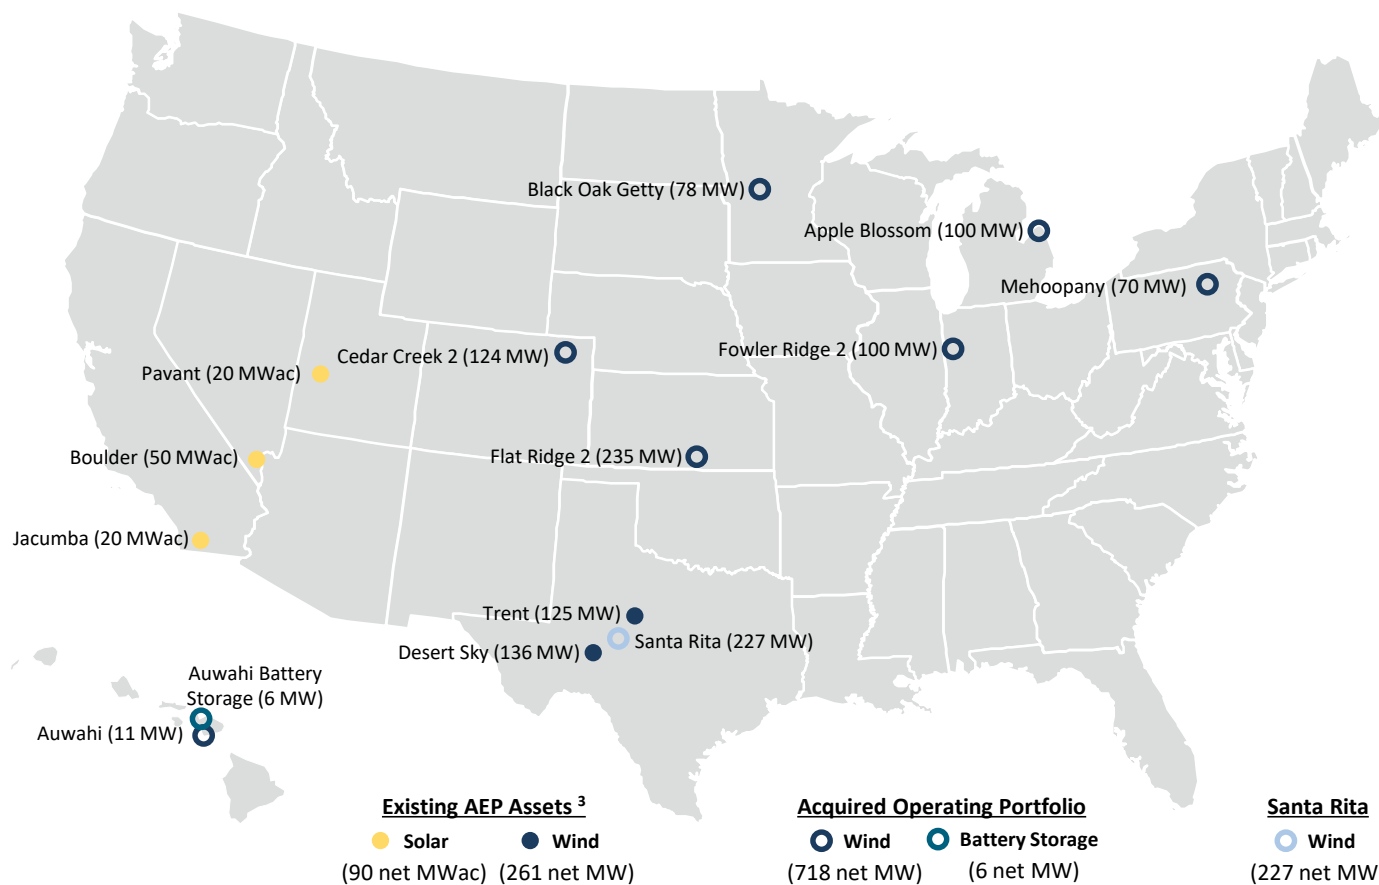 Black Oak Getty (78 MW)
Apple Blossom (100 MW)
Mehoopany (70 MW)
Cedar Creek 2 (124 MW)
Fowler Ridge 2 (100 MW)
Pavant (20 MWac)
Boulder (50 MWac)
Flat Ridge 2 (235 MW)
Jacumba (20 MWac)
Trent (125 MW)
Santa Rita (227 MW)
Desert Sky (136 MW)
Auwahi Battery
Storage (6 MW)
Auwahi (11 MW)
Existing AEP Assets 3
Solar
Wind
(90 net MWac)
(261 net MW)
Acquired Operating Portfolio
Wind
Battery Storage
(718 net MW)
(6 net MW)
Santa Rita
Wind
(227 net MW